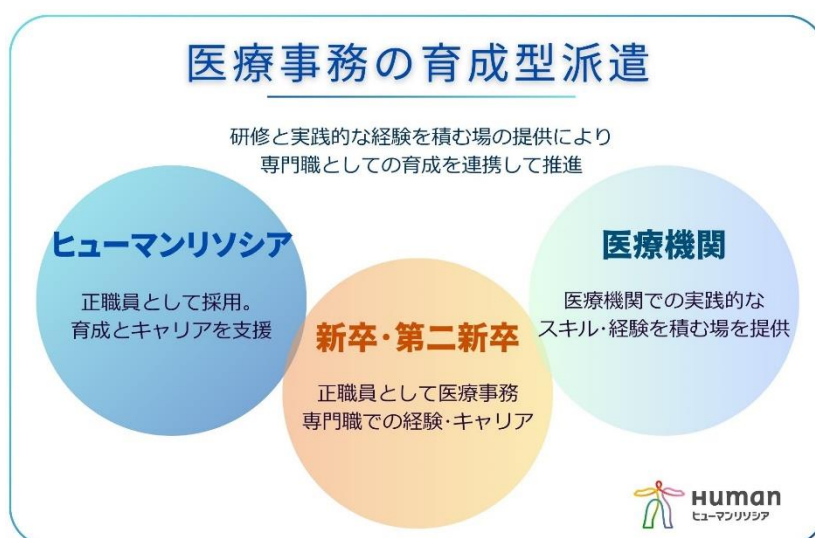 医療事務の育成型派遣
研修と実践的な経験を積む場の提供により
専門職としての育成を連携して推進
ヒューマンリソシア
正職員として採用。
育成とキャリアを支援
新卒・第二新卒
正職員として医療事務
専門職での経験・キャリア
医療機関
医療機関での実践的な
スキル・経験を積む場を提供
Human
ヒューマンリソシア